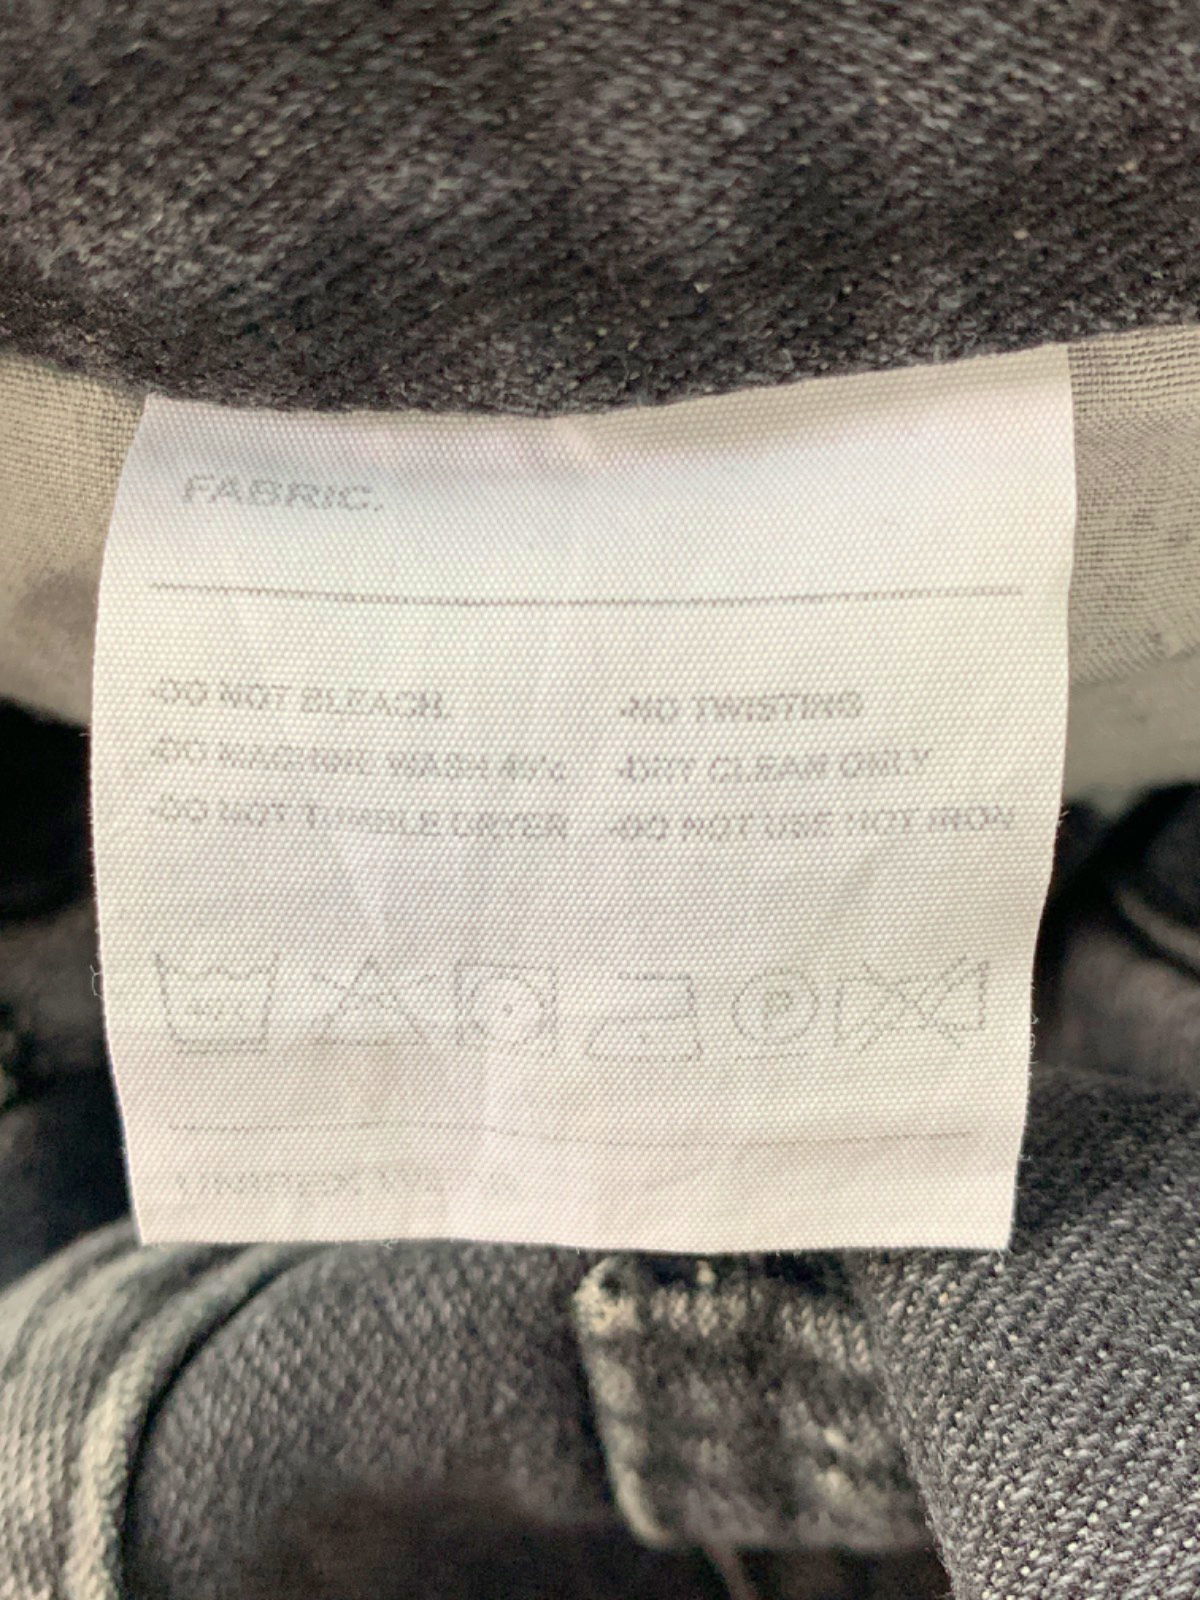 FABRIC.
-DO NOT BLEACH.
-NO TWISTING
-DO MACHINE WASH 40°c
-DRY CLEAN ONLY
-DO NOT TUMBLE DRYER
-DO NOT USE HOT IRON
P